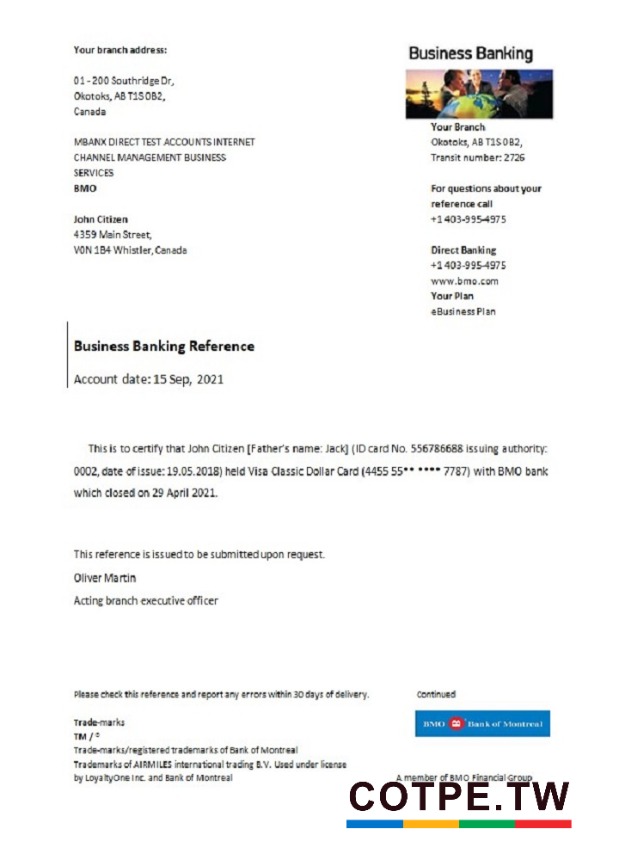 Your branch address:
01 - 200 Southridge Dr,
Okotoks, AB T1S 0B2,
Canada
MBANX DIRECT TEST ACCOUNTS INTERNET
CHANNEL MANAGEMENT BUSINESS
SERVICES
BMO
John Citizen
4359 Main Street,
V0N 1B4 Whistler, Canada
Business Banking
Your Branch
Okotoks, AB T1S 0B2,
Transit number: 2726
For questions about your
reference call
+1 403-995-4975
Direct Banking
+1 403-995-4975
www.bmo.com
Your Plan
eBusiness Plan
Business Banking Reference
Account date: 15 Sep, 2021
This is to certify that John Citizen [Father's name: Jack] (ID card No. 556786688 issuing authority:
0002, date of issue: 19.05.2018) held Visa Classic Dollar Card (4455 55** **** 7787) with BMO bank
which closed on 29 April 2021.
This reference is issued to be submitted upon request.
Oliver Martin
Acting branch executive officer
Please check this reference and report any errors within 30 days of delivery.
Continued
Trade-marks
TM / ®
Trade-marks/registered trademarks of Bank of Montreal
Trademarks of AIRMILES international trading B.V. Used under license
by LoyaltyOne Inc. and Bank of Montreal
BMO Bank of Montreal
A member of BMO Financial Group
COTPE.TW